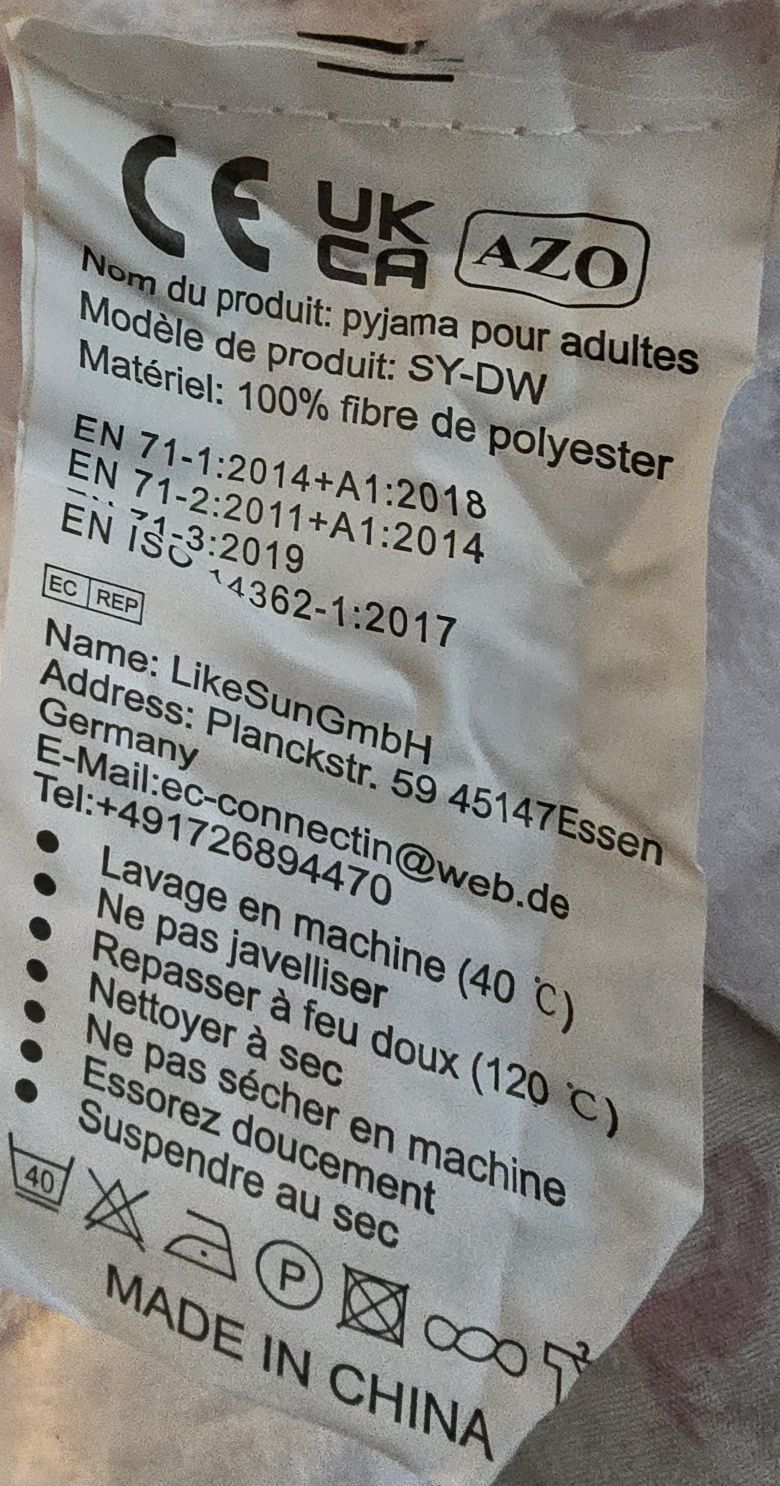 CE UK CA AZO
Nom du produit: pyjama pour adultes
Modèle de produit: SY-DW
Matériel: 100% fibre de polyester
EN 71-1:2014+A1:2018
EN 71-2:2011+A1:2014
EN 71-3:2019
EN ISO 14362-1:2017
EC REP
Name: LikeSunGmbH
Address: Planckstr. 59 45147Essen
Germany
E-Mail:ec-connectin@web.de
Tel:+491726894470
Lavage en machine (40 ℃)
Ne pas javelliser
Repasser à feu doux (120 ℃)
Nettoyer à sec
Ne pas sécher en machine
Essorez doucement
Suspendre au sec
40 P
MADE IN CHINA